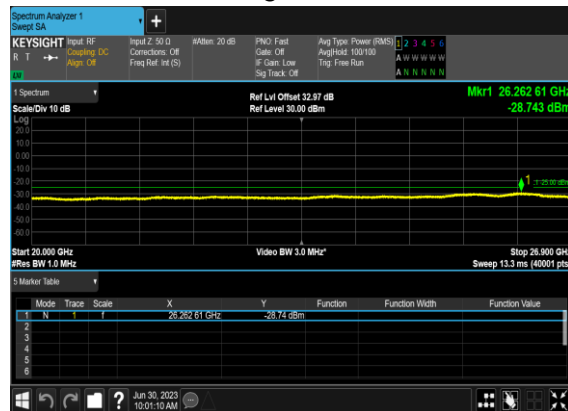 Spectrum Analyzer 1
Swept SA
KEYSIGHT Input: RF
R T Coupling: DC
Align: Off
Input Z: 50 Ω
Corrections: Off
Freq Ref: Int (S)
#Atten: 20 dB
PNO: Fast
Gate: Off
IF Gain: Low
Sig Track: Off
Avg Type: Power (RMS)
Avg|Hold: 100/100
Trig: Free Run
1 2 3 4 5 6
A W W W W W
A N N N N N
1 Spectrum
Scale/Div 10 dB
Ref Lvl Offset 32.97 dB
Ref Level 30.00 dBm
Mkr1 26.262 61 GHz
-28.743 dBm
Log
20.0
10.0
0.00
-10.0
-20.0
-30.0
-40.0
-50.0
-60.0
1
-25.00 dBm
Start 20.000 GHz
#Res BW 1.0 MHz
Video BW 3.0 MHz*
Stop 26.900 GHz
Sweep 13.3 ms (40001 pts)
5 Marker Table
Mode Trace Scale X Y Function Function Width Function Value
1 N 1 f 26.262 61 GHz -28.74 dBm
2
3
4
5
6
?
Jun 30, 2023
10:01:10 AM